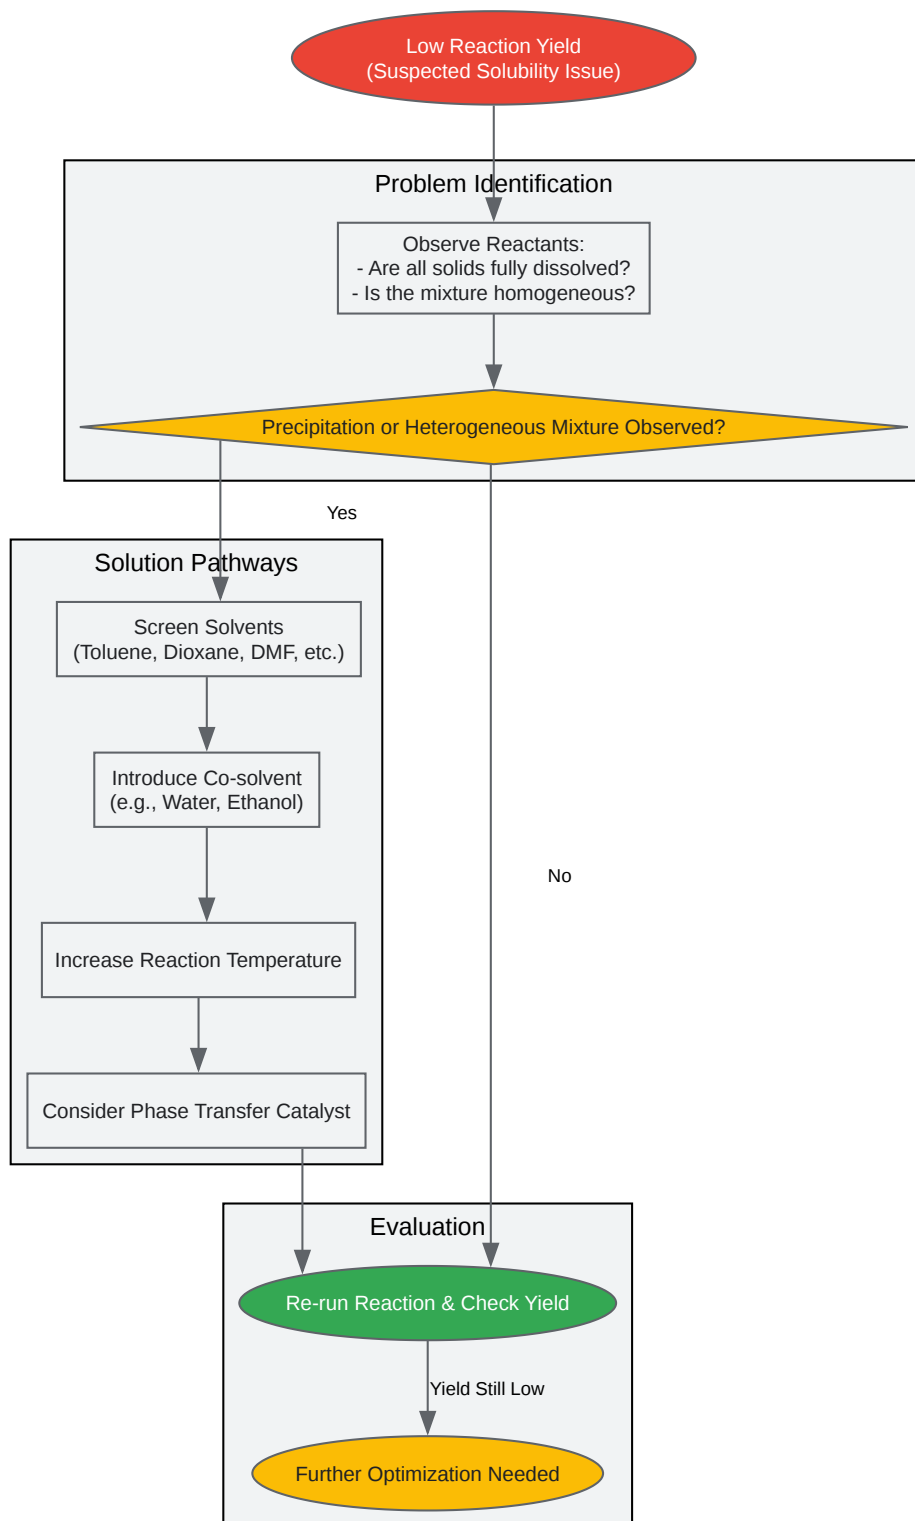 Low Reaction Yield
(Suspected Solubility Issue)
Problem Identification
Observe Reactants:
- Are all solids fully dissolved?
- Is the mixture homogeneous?
Precipitation or Heterogeneous Mixture Observed?
Yes
Solution Pathways
Screen Solvents
(Toluene, Dioxane, DMF, etc.)
Introduce Co-solvent
(e.g., Water, Ethanol)
No
Increase Reaction Temperature
Consider Phase Transfer Catalyst
Evaluation
Re-run Reaction & Check Yield
Yield Still Low
Further Optimization Needed